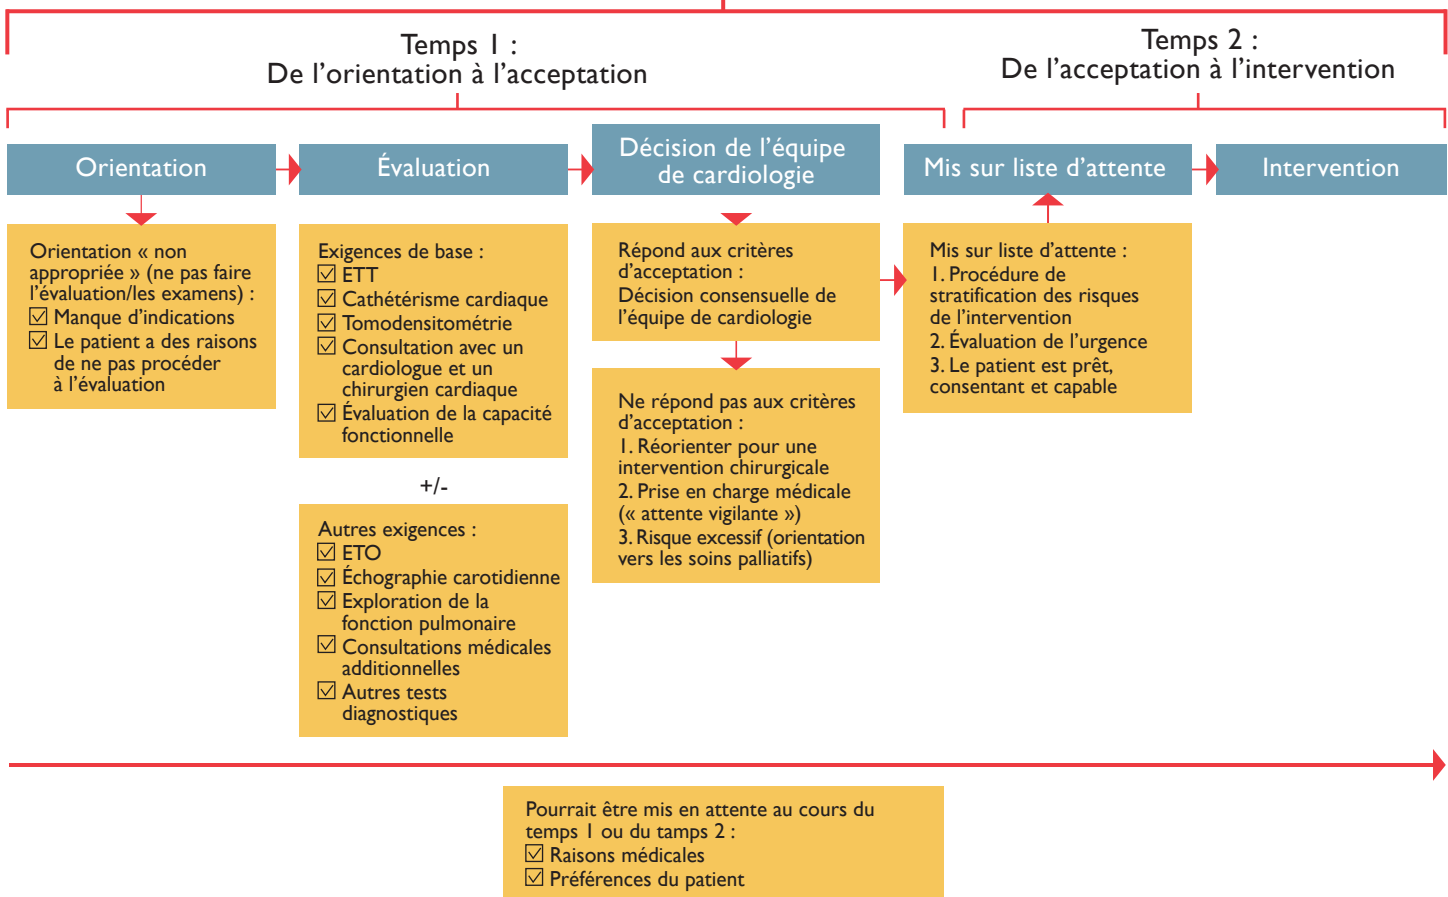 Temps 1 :
De l'orientation à l'acceptation
Temps 2 :
De l'acceptation à l'intervention
Orientation
Évaluation
Décision de l'équipe
de cardiologie
Mis sur liste d'attente
Intervention
Orientation « non
appropriée » (ne pas faire
l'évaluation/les examens) :
☑ Manque d'indications
☑ Le patient a des raisons
de ne pas procéder
à l'évaluation
Exigences de base :
☑ ETT
☑ Cathétérisme cardiaque
☑ Tomodensitométrie
☑ Consultation avec un
cardiologue et un
chirurgien cardiaque
☑ Évaluation de la capacité
fonctionnelle
+/-
Autres exigences :
☑ ETO
☑ Échographie carotidienne
☑ Exploration de la
fonction pulmonaire
☑ Consultations médicales
additionnelles
☑ Autres tests
diagnostiques
Répond aux critères
d'acceptation :
Décision consensuelle de
l'équipe de cardiologie
Ne répond pas aux critères
d'acceptation :
1. Réorienter pour une
intervention chirurgicale
2. Prise en charge médicale
(« attente vigilante »)
3. Risque excessif (orientation
vers les soins palliatifs)
Mis sur liste d'attente :
1. Procédure de
stratification des risques
de l'intervention
2. Évaluation de l'urgence
3. Le patient est prêt,
consentant et capable
Pourrait être mis en attente au cours du
temps 1 ou du tamps 2 :
☑ Raisons médicales
☑ Préférences du patient